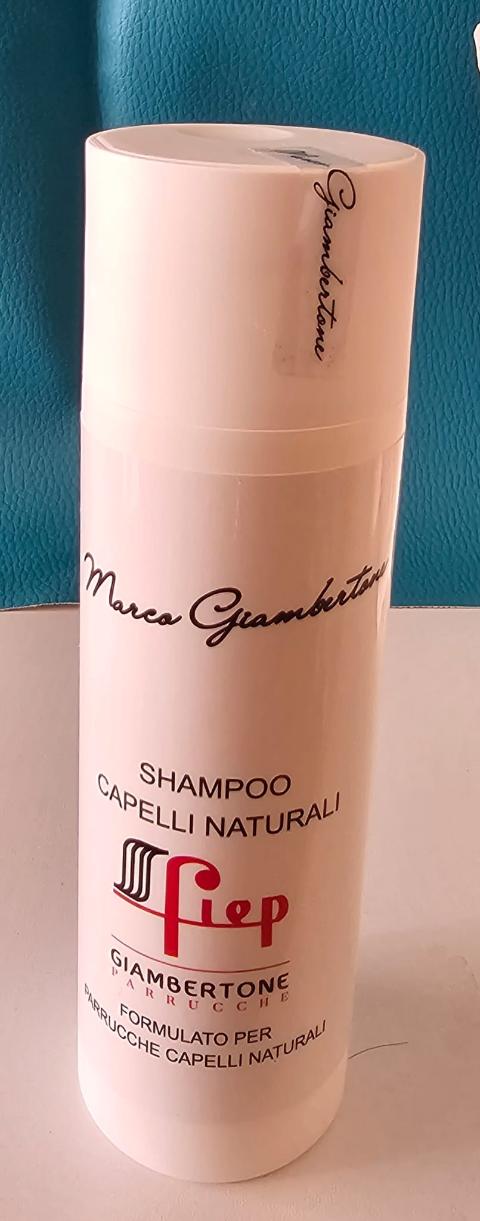 Giambertone
Marco Giambertone
SHAMPOO
CAPELLI NATURALI
fiep
GIAMBERTONE
PARRUCCHE
FORMULATO PER
PARRUCCHE CAPELLI NATURALI